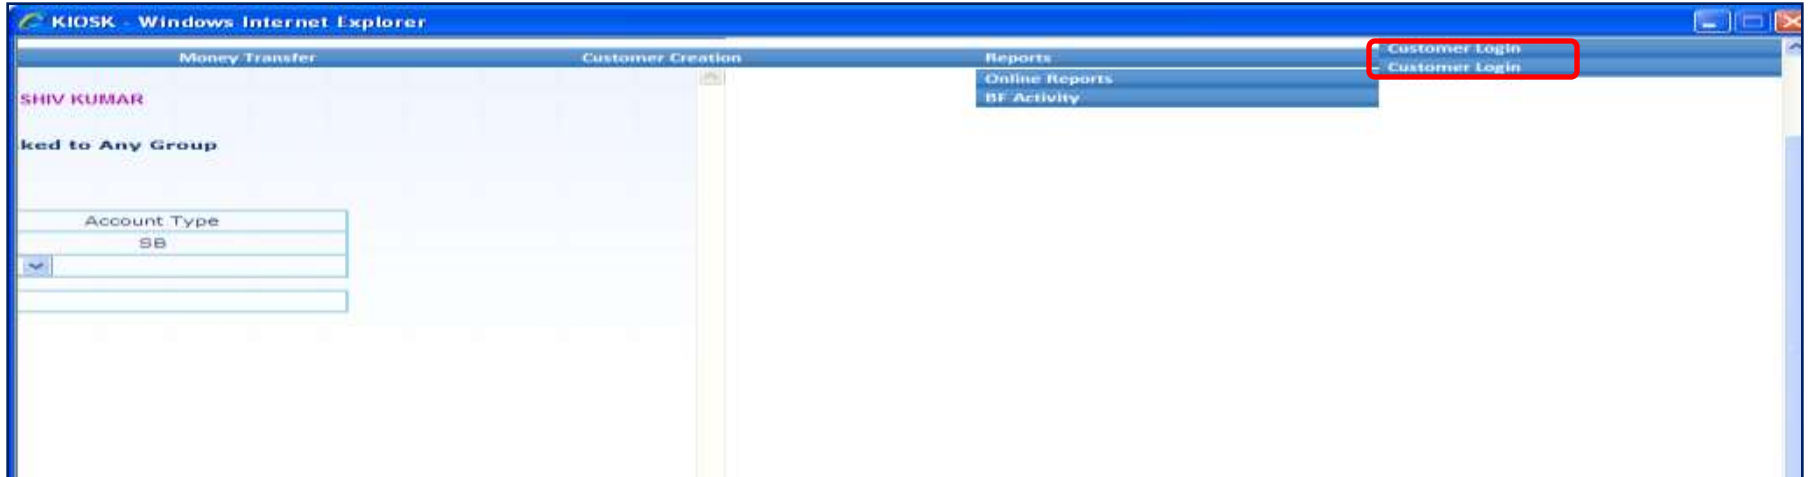 KIOSK - Windows Internet Explorer
Money Transfer Customer Creation Reports Customer Login
Customer Login
Online Reports
BF Activity
SHIV KUMAR
ked to Any Group
Account Type
SB